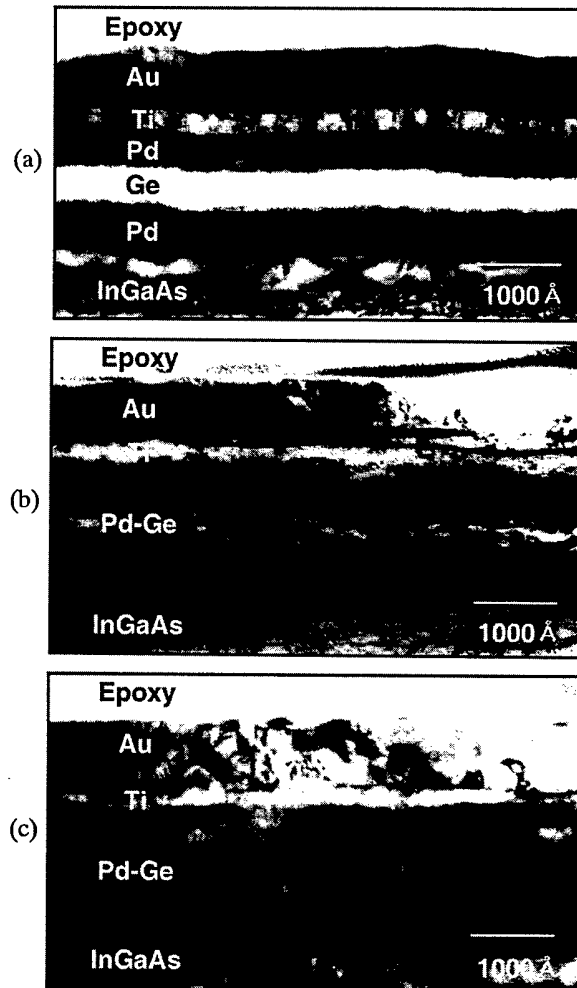 (a)
Epoxy
Au
Ti
Pd
Ge
Pd
InGaAs
1000 Å
(b)
Epoxy
Au
Pd-Ge
InGaAs
1000 Å
(c)
Epoxy
Au
Ti
Pd-Ge
InGaAs
1000 Å